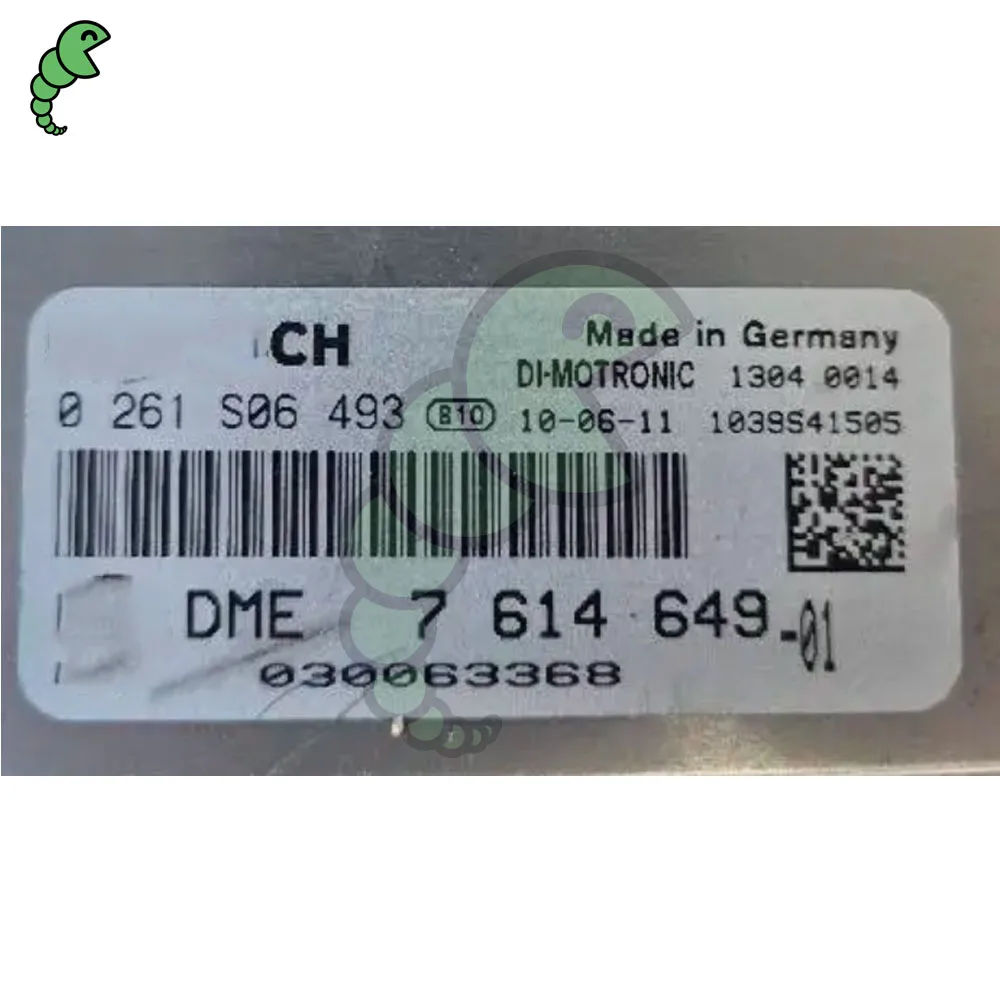 CH
Made in Germany
DI-MOTRONIC 1304 0014
0 261 S06 493 B10 10-06-11 1039S41505
DME 7 614 649-01
030063368